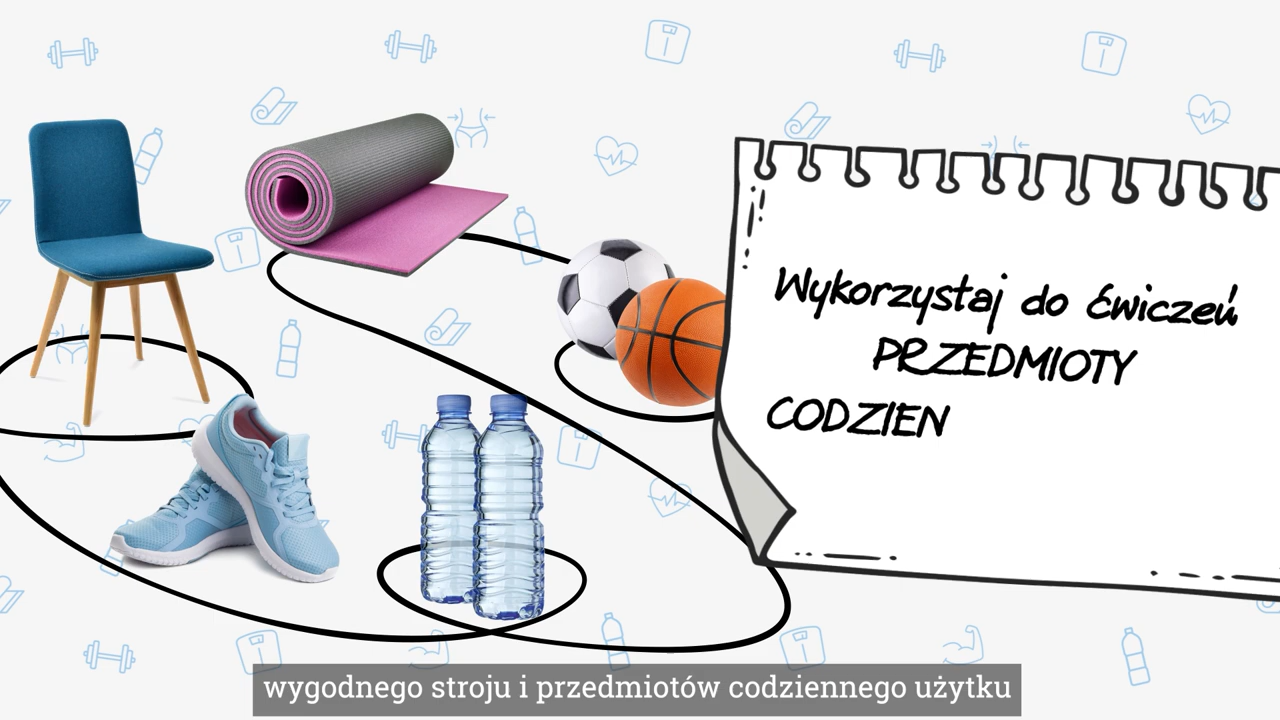 Wykorzystaj do ćwiczeń
PRZEDMIOTY
CODZIEN
wygodnego stroju i przedmiotów codziennego użytku